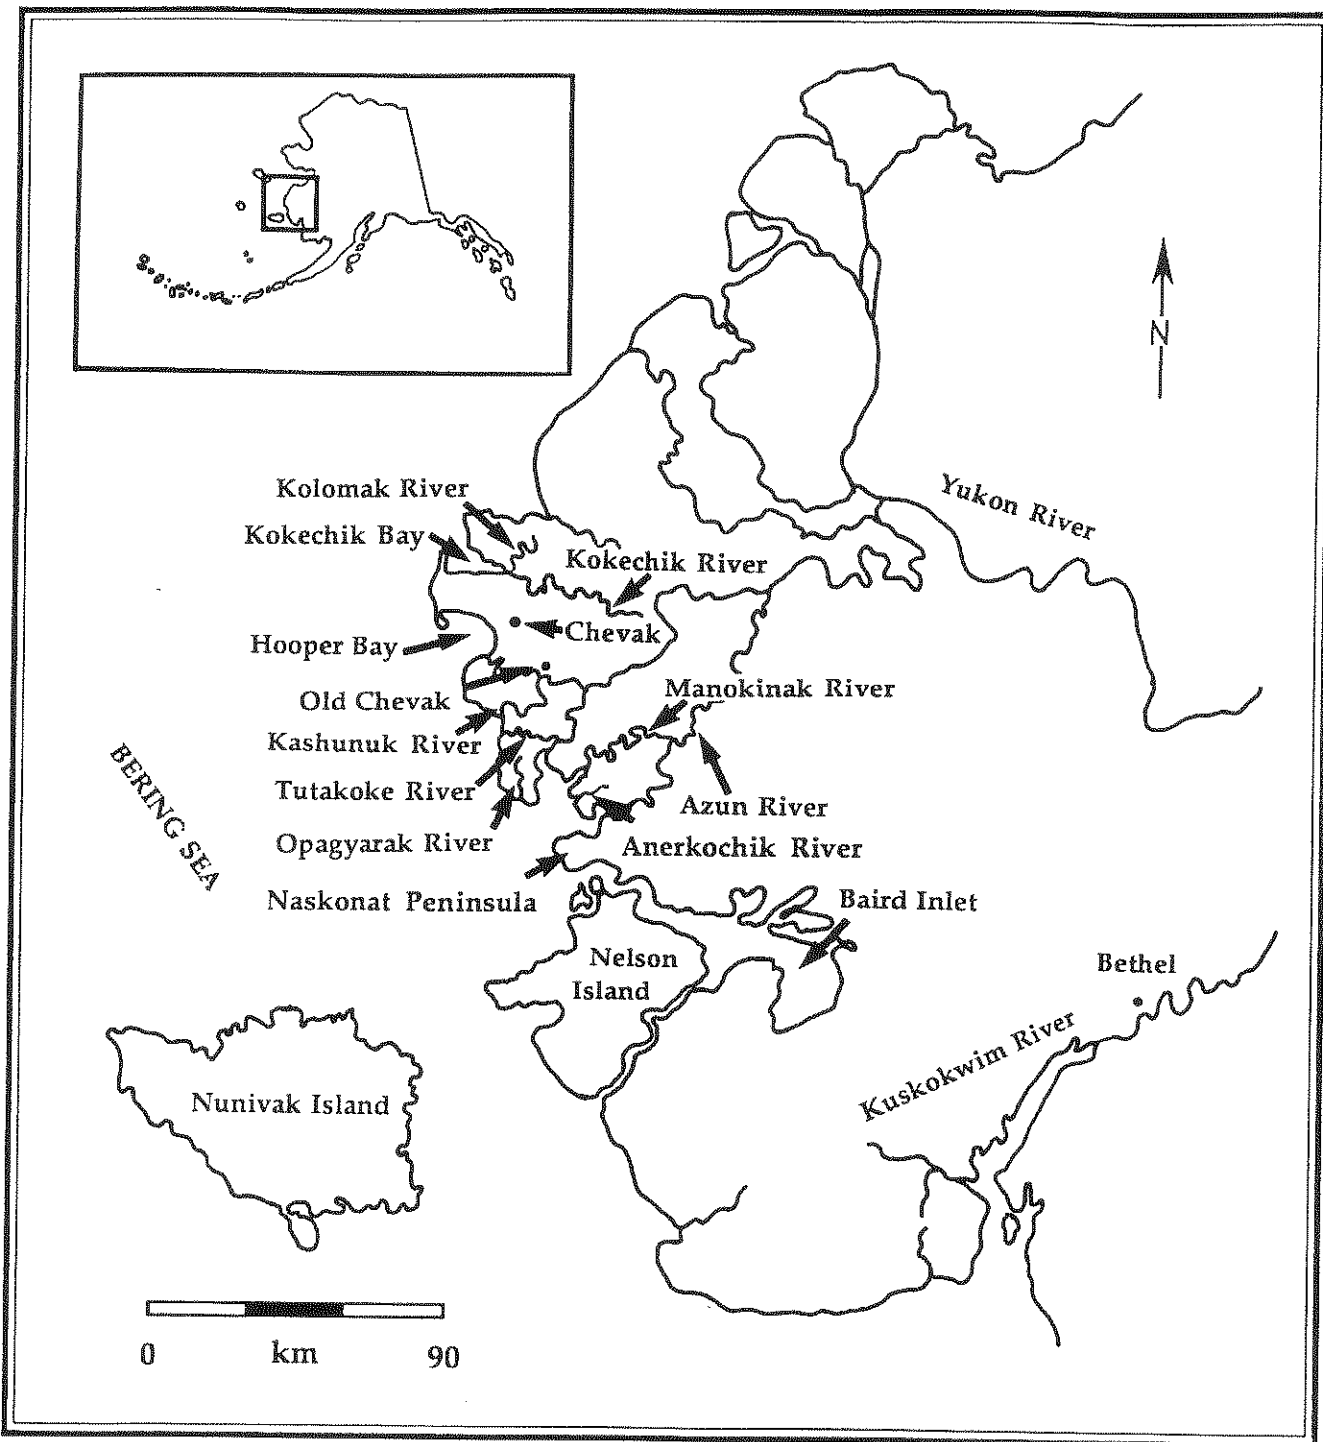 N
Yukon River
Kolomak River
Kokechik Bay
Kokechik River
Chevak
Hooper Bay
Manokinak River
Old Chevak
Kashunuk River
BERING SEA
Tutakoke River
Azun River
Opagyarak River
Anerkochik River
Naskonat Peninsula
Baird Inlet
Nelson
Island
Bethel
Kuskokwim River
Nunivak Island
0 km 90